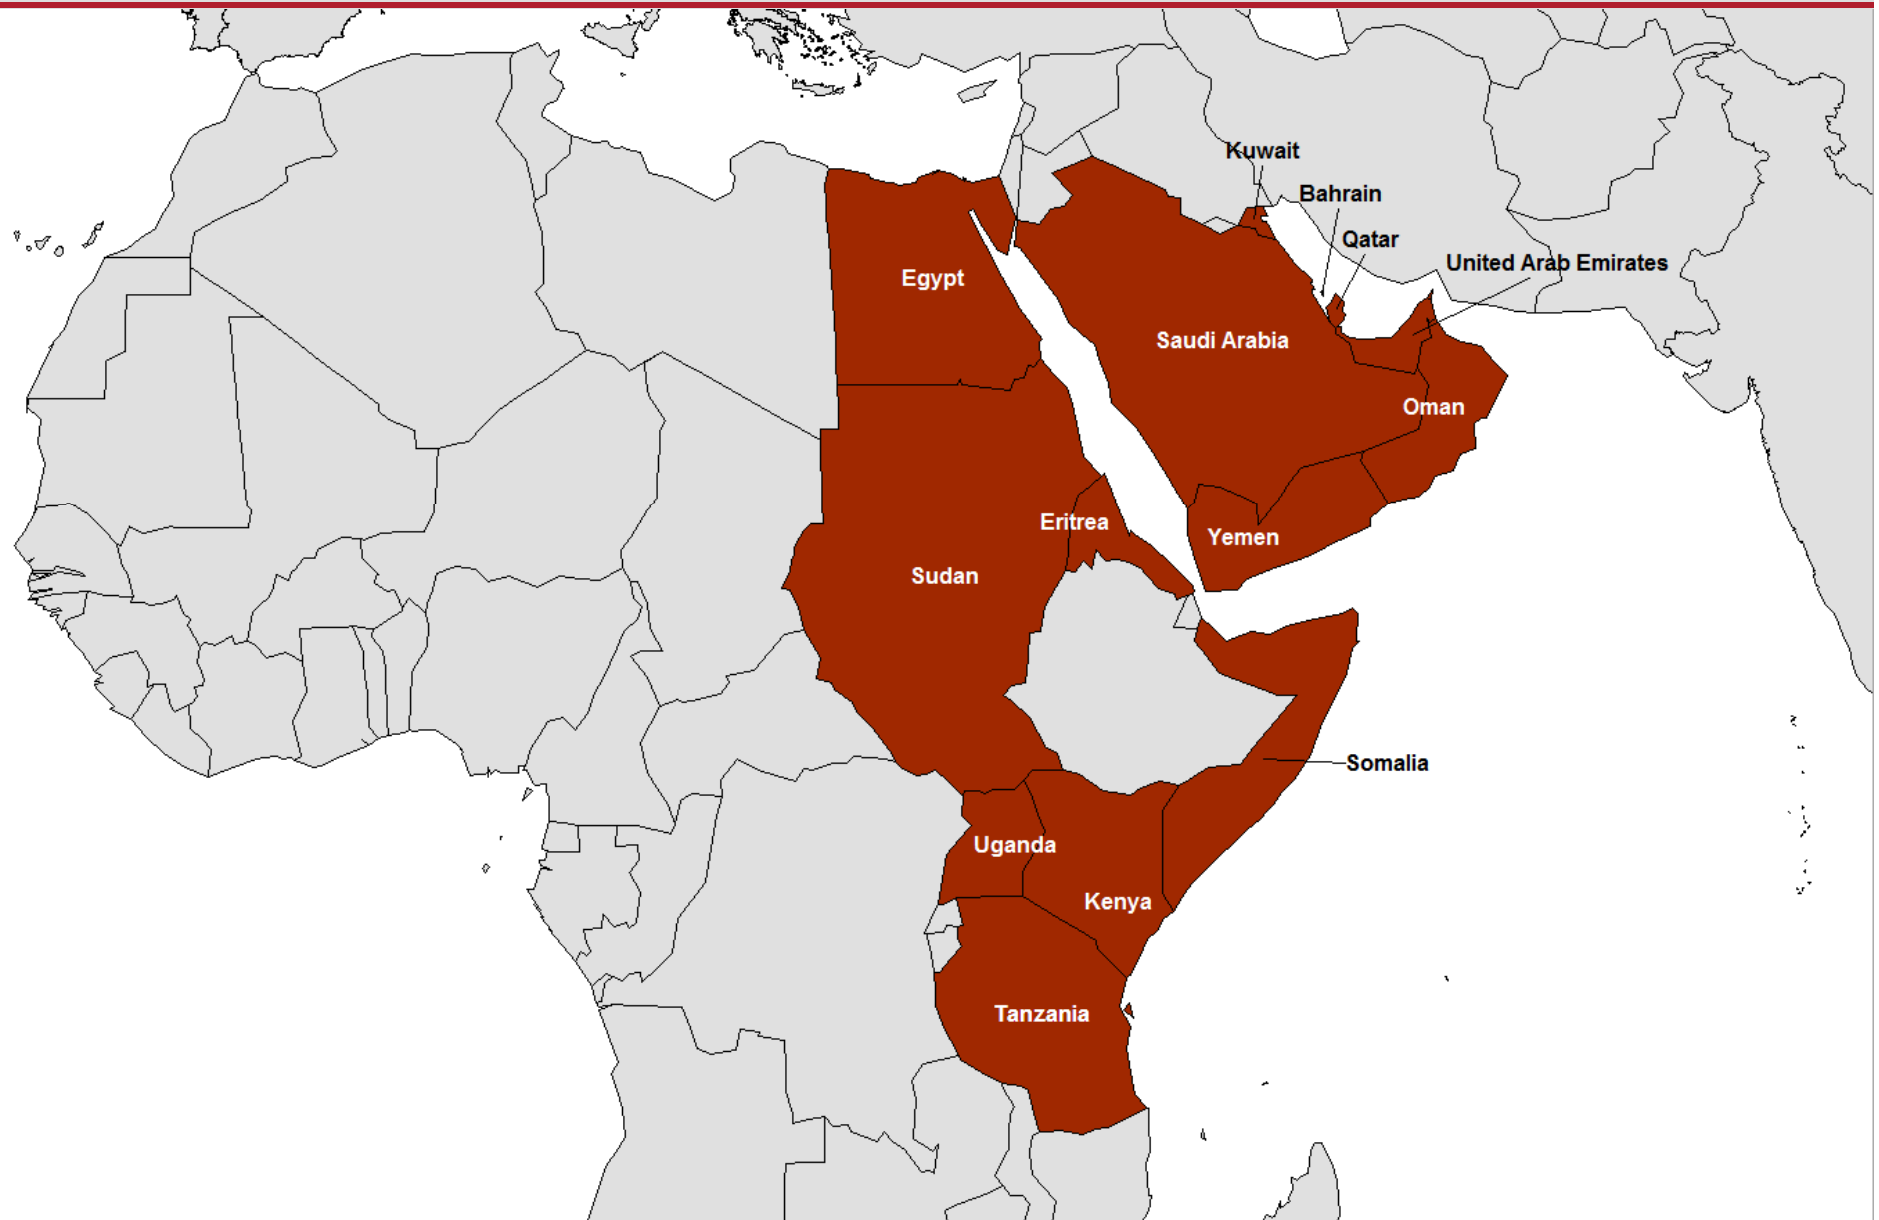 Kuwait
Bahrain
Qatar
United Arab Emirates
Egypt
Saudi Arabia
Oman
Eritrea
Yemen
Sudan
Somalia
Uganda
Kenya
Tanzania